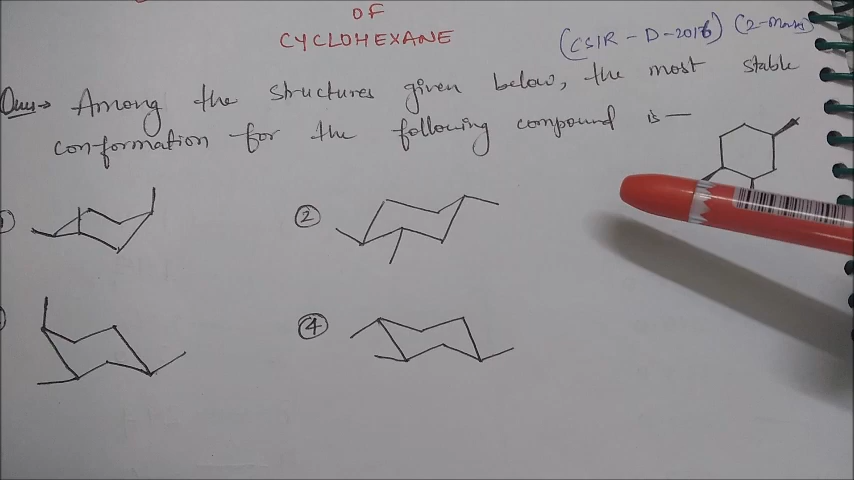 OF
CYCLOHEXANE
(CSIR - D - 2016) (2-Marks)
Ques→ Among the structures given below, the most stable
conformation for the following compound is —
②
④